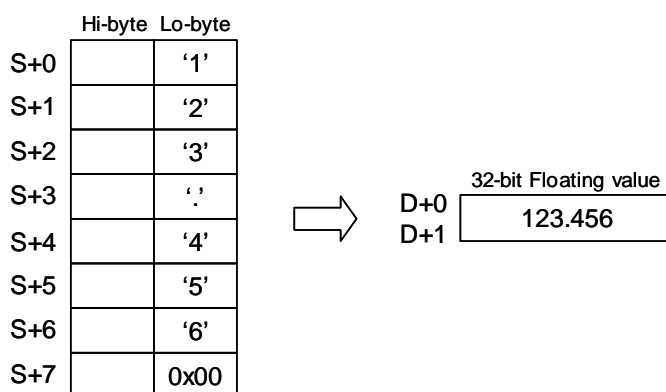 Hi-byte Lo-byte
S+0 ‘1’
S+1 ‘2’
S+2 ‘3’
S+3 ‘.’
S+4 ‘4’
S+5 ‘5’
S+6 ‘6’
S+7 0x00
32-bit Floating value
D+0
D+1
123.456